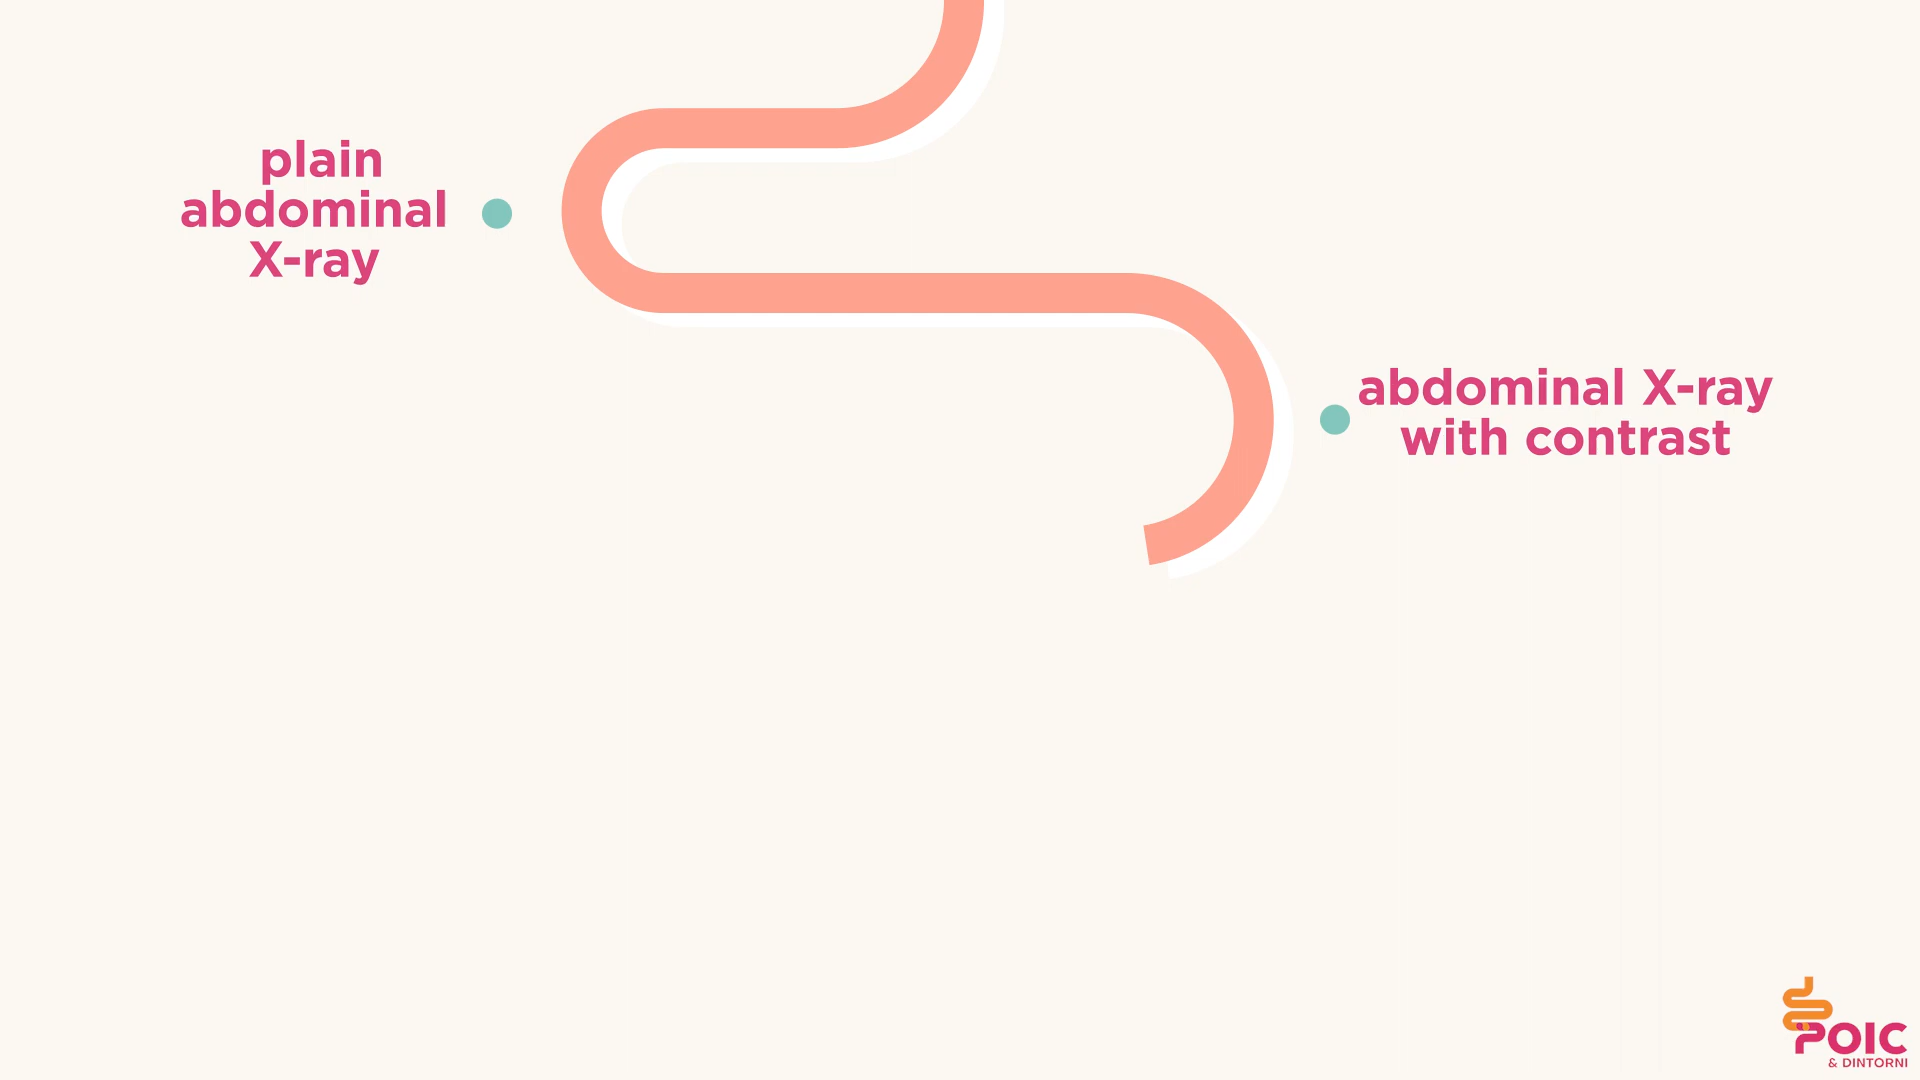 plain
abdominal
X-ray
abdominal X-ray
with contrast
POIC
& DINTORNI